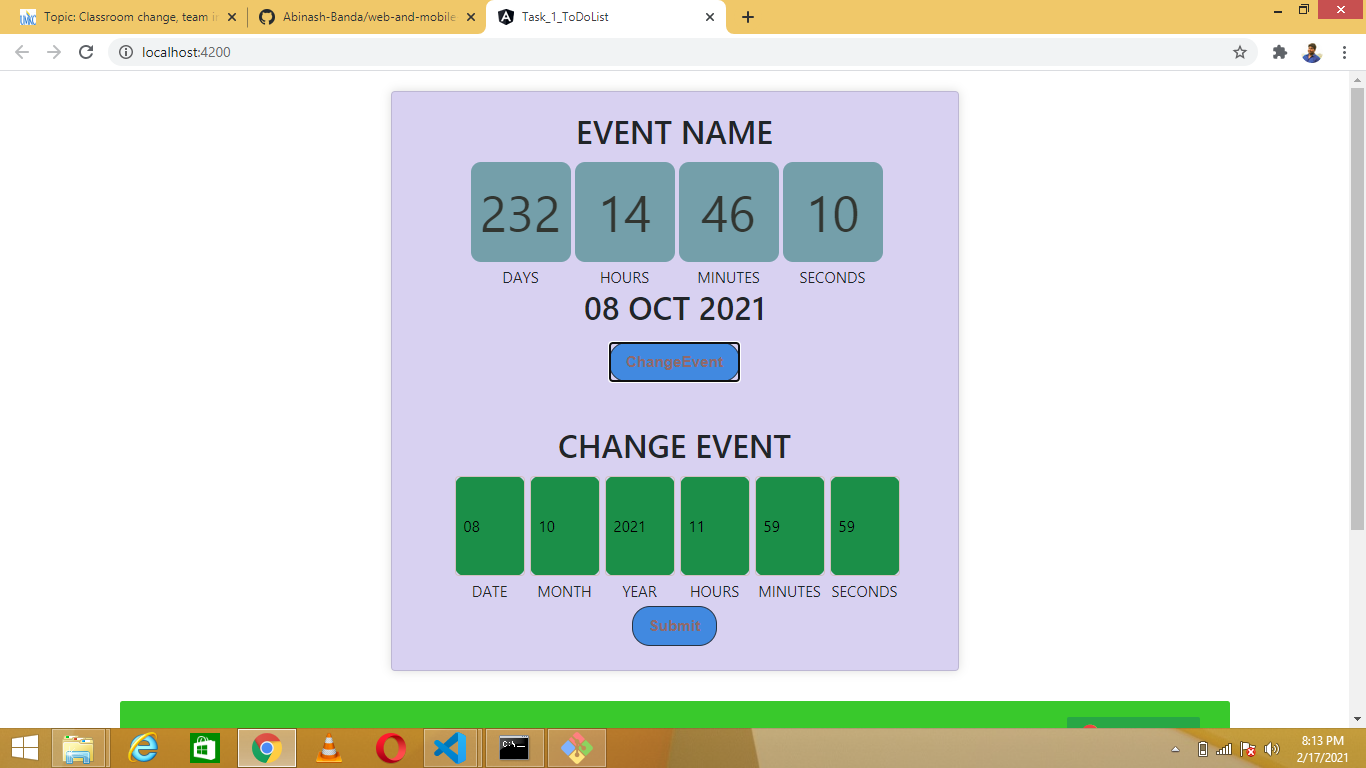 Topic: Classroom change, team i
Abinash-Banda/web-and-mobile
Task_1_ToDoList
localhost:4200
EVENT NAME
232 14 46 10
DAYS HOURS MINUTES SECONDS
08 OCT 2021
ChangeEvent
CHANGE EVENT
08 10 2021 11 59 59
DATE MONTH YEAR HOURS MINUTES SECONDS
Submit
8:13 PM
2/17/2021